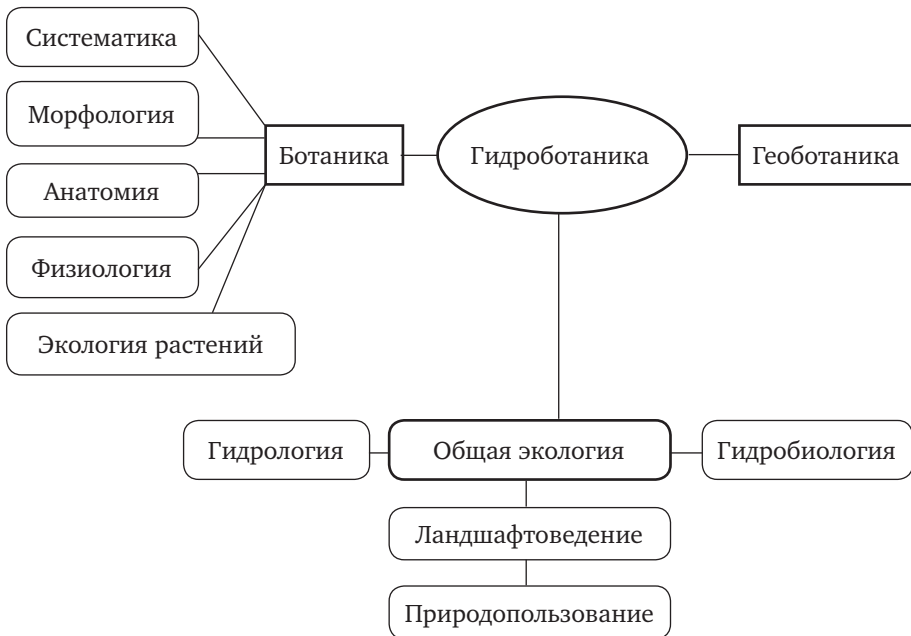 Систематика
Морфология
Анатомия
Физиология
Экология растений
Ботаника
Гидроботаника
Геоботаника
Гидрология
Общая экология
Гидробиология
Ландшафтоведение
Природопользование